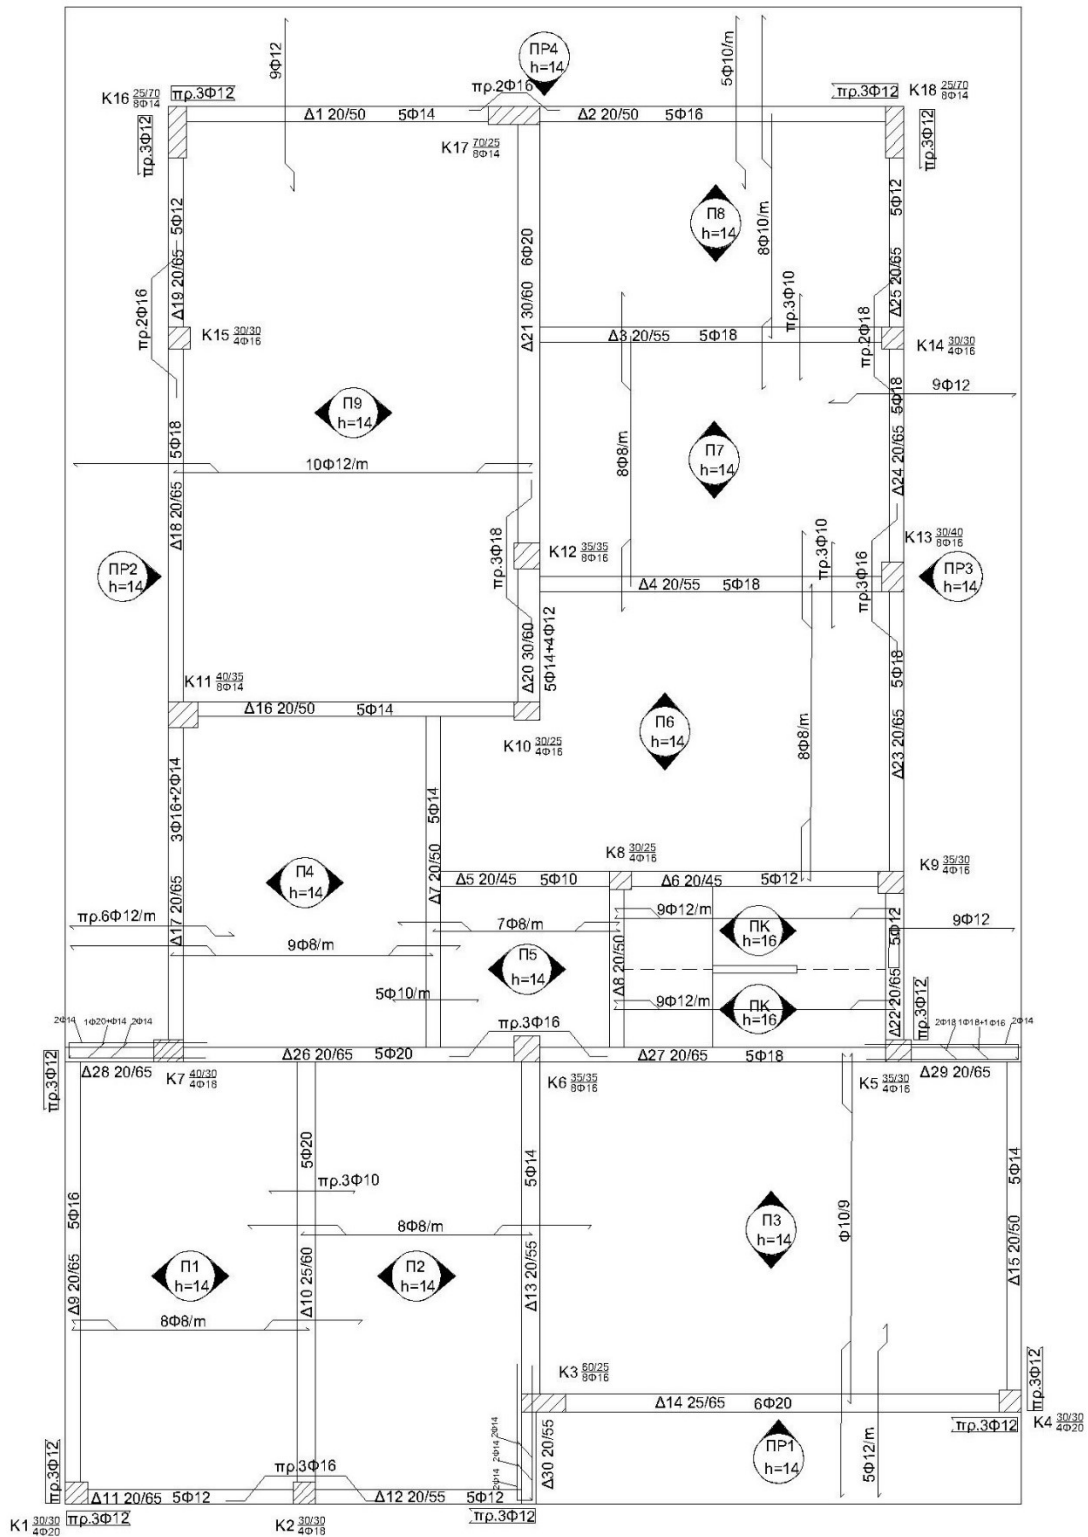 9Φ12
ΠΡ4
h=14
5Φ10/m
πρ.2Φ16
K16 25/70
8Φ14
πρ.3Φ12
πρ.3Φ12
K18 25/70
8Φ14
Δ1 20/50 5Φ14
Δ2 20/50 5Φ16
πρ.3Φ12
K17 70/25
8Φ14
πρ.3Φ12
5Φ12
Δ19 20/65
6Φ20
Δ21 30/60
Π8
h=14
8Φ10/m
5Φ12
Δ25 20/65
πρ.2Φ16
K15 30/30
4Φ16
Δ3 20/55 5Φ18
πρ.3Φ10
πρ.2Φ18
K14 30/30
4Φ16
9Φ12
5Φ18
Π9
h=14
5Φ18
Δ18 20/65
10Φ12/m
8Φ8/m
Π7
h=14
Δ24 20/65
πρ.3Φ18
K12 35/35
8Φ16
πρ.3Φ10
K13 30/40
8Φ16
ΠΡ2
h=14
Δ4 20/55 5Φ18
πρ.3Φ16
ΠΡ3
h=14
Δ20 30/60
5Φ14+4Φ12
K11 40/35
8Φ14
Δ16 20/50 5Φ14
5Φ18
K10 30/25
4Φ16
Π6
h=14
8Φ8/m
Δ23 20/65
3Φ16+2Φ14
5Φ14
Δ17 20/65
Π4
h=14
Δ7 20/50
K8 30/25
4Φ16
Δ5 20/45 5Φ10
Δ6 20/45 5Φ12
K9 35/30
4Φ16
πρ.6Φ12/m
7Φ8/m
9Φ12/m
ΠΚ
h=16
5Φ12
9Φ12
9Φ8/m
Π5
h=14
Δ8 20/50
5Φ10/m
9Φ12/m
ΠΚ
h=16
Δ22 20/65
πρ.3Φ12
2Φ14
1Φ20+Φ14
2Φ14
πρ.3Φ16
2Φ18
1Φ18+1Φ16
2Φ14
Δ26 20/65 5Φ20
Δ27 20/65 5Φ18
Δ28 20/65
K7 40/30
4Φ18
K6 35/35
8Φ16
K5 35/30
4Φ16
Δ29 20/65
πρ.3Φ12
5Φ20
5Φ14
5Φ14
πρ.3Φ10
5Φ16
8Φ8/m
Φ10/9
Π3
h=14
Δ9 20/65
Π1
h=14
Δ10 25/60
Π2
h=14
Δ13 20/55
Δ15 20/50
8Φ8/m
K3 60/25
8Φ16
πρ.3Φ12
Δ14 25/65 6Φ20
πρ.3Φ12
K4 30/30
4Φ20
2Φ14
2Φ14
2Φ14
Δ30 20/55
ΠΡ1
h=14
5Φ12/m
πρ.3Φ12
πρ.3Φ16
Δ11 20/65 5Φ12
Δ12 20/55 5Φ12
K1 30/30
4Φ20
πρ.3Φ12
K2 30/30
4Φ18
πρ.3Φ12